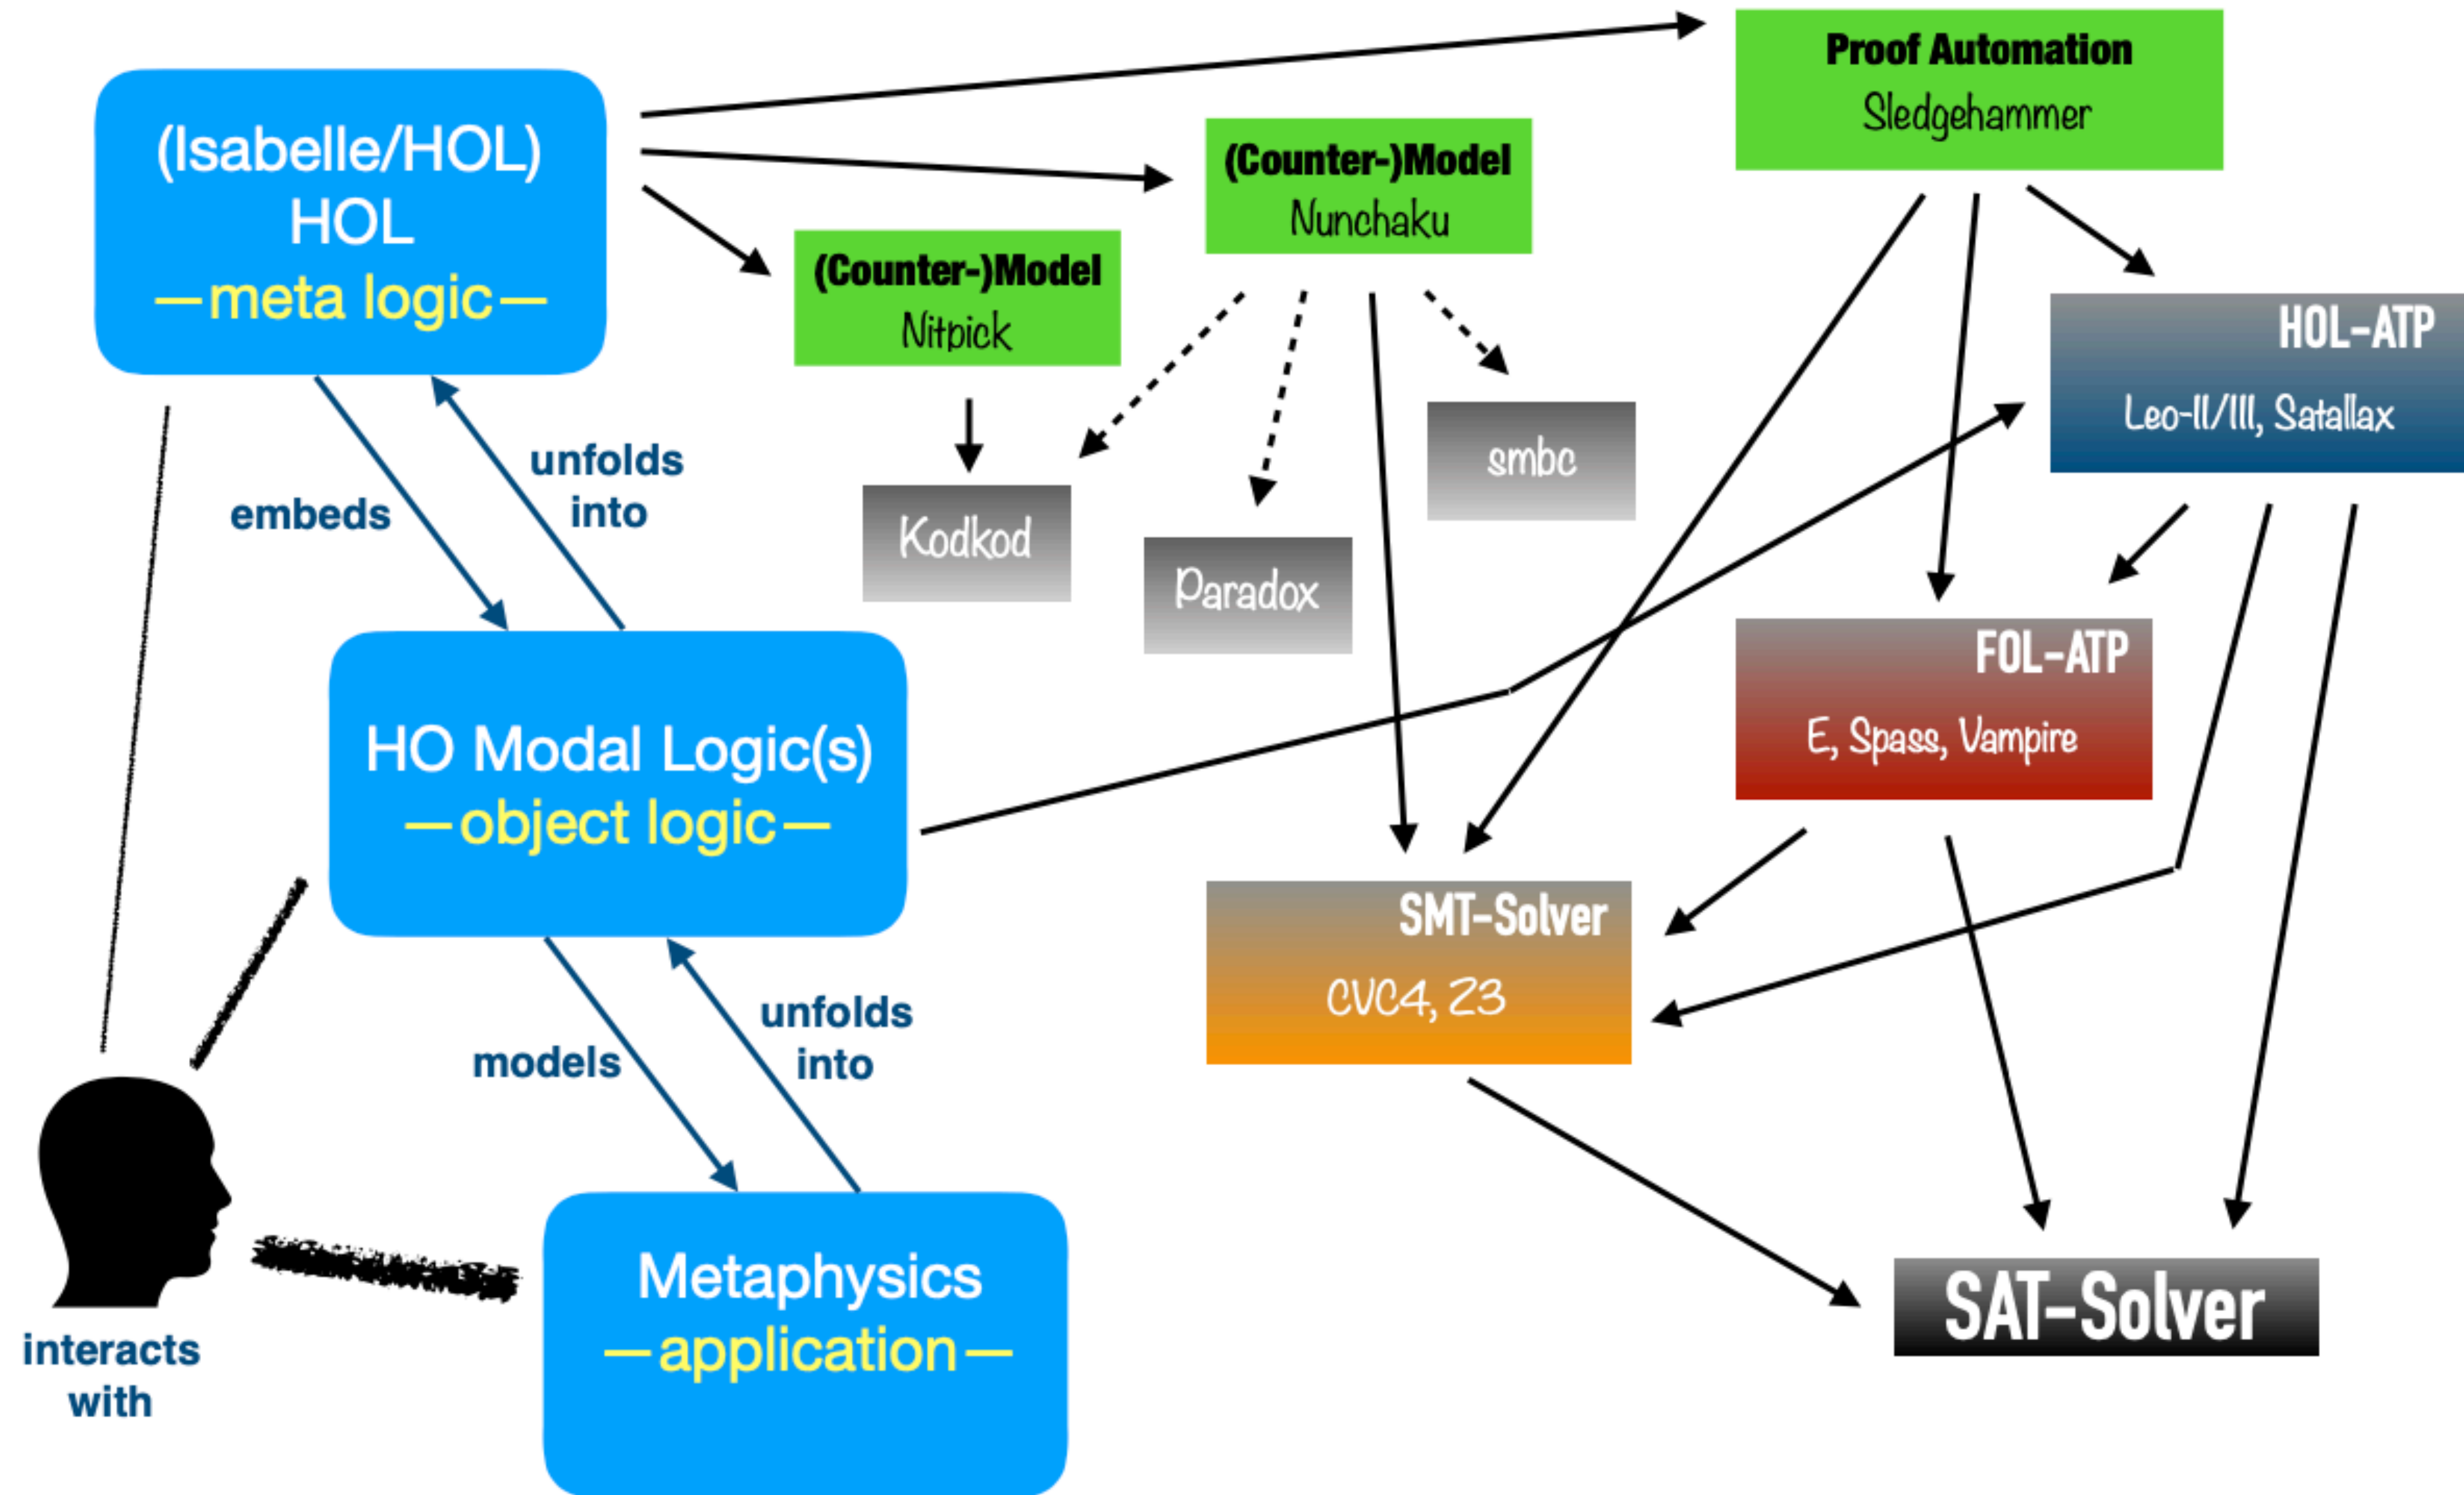 Proof Automation
Sledgehammer
(Isabelle/HOL)
HOL
—meta logic—
(Counter-)Model
Nunchaku
(Counter-)Model
Nitpick
HOL-ATP
Leo-II/III, Satallax
unfolds
into
embeds
smbc
Kodkod
Paradox
FOL-ATP
E, Spass, Vampire
HO Modal Logic(s)
—object logic—
SMT-Solver
CVC4, Z3
unfolds
into
models
Metaphysics
—application—
SAT-Solver
interacts
with